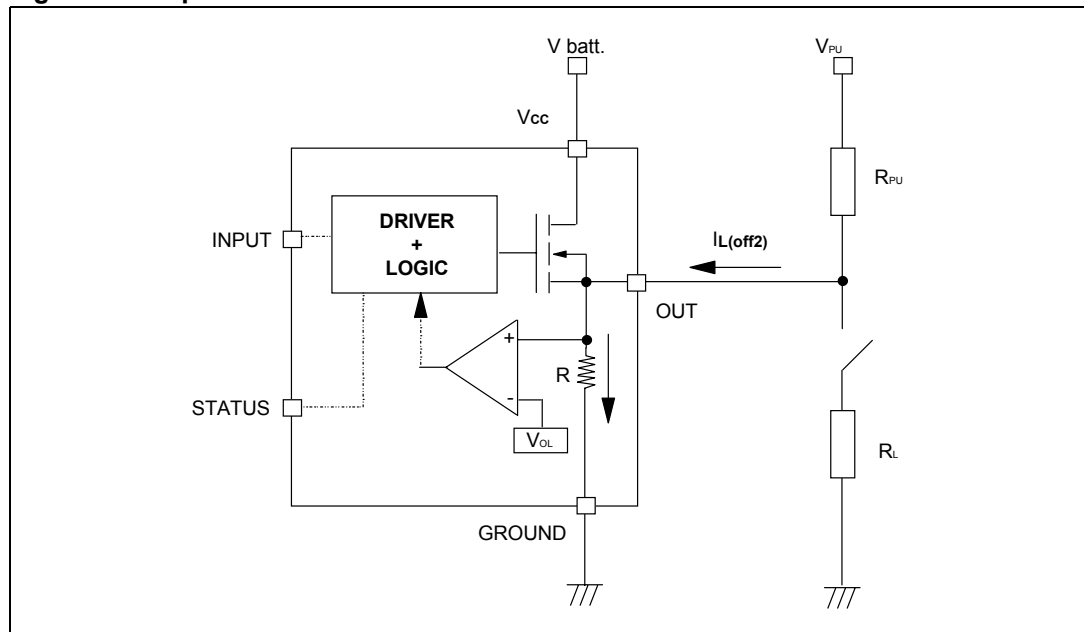 V batt.
VPU
Vcc
RPU
DRIVER
+
LOGIC
INPUT
IL(off2)
OUT
+
R
-
STATUS
VOL
RL
GROUND